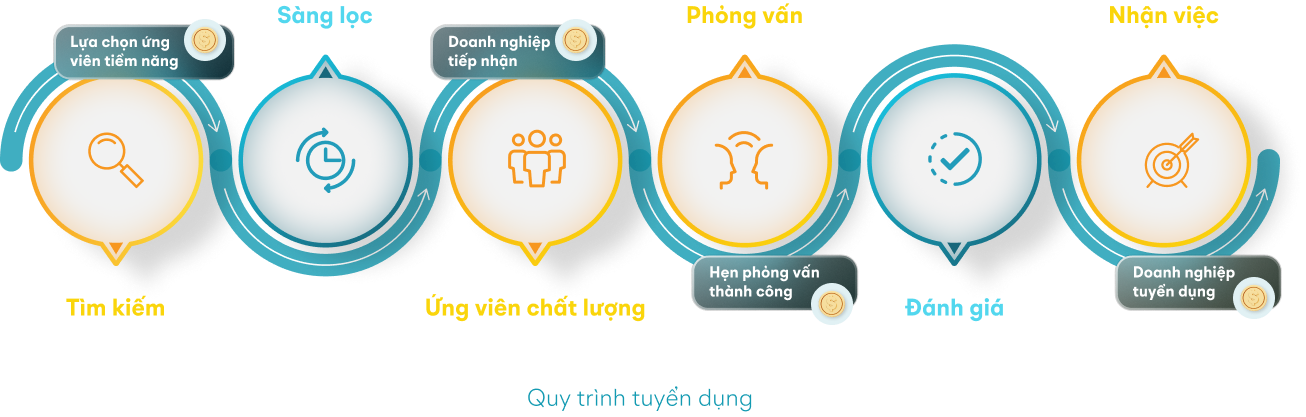 Sàng lọc
Phỏng vấn
Nhận việc
Lựa chọn ứng
viên tiềm năng
Doanh nghiệp
tiếp nhận
Hẹn phỏng vấn
thành công
Doanh nghiệp
tuyển dụng
Tìm kiếm
Ứng viên chất lượng
Đánh giá
Quy trình tuyển dụng